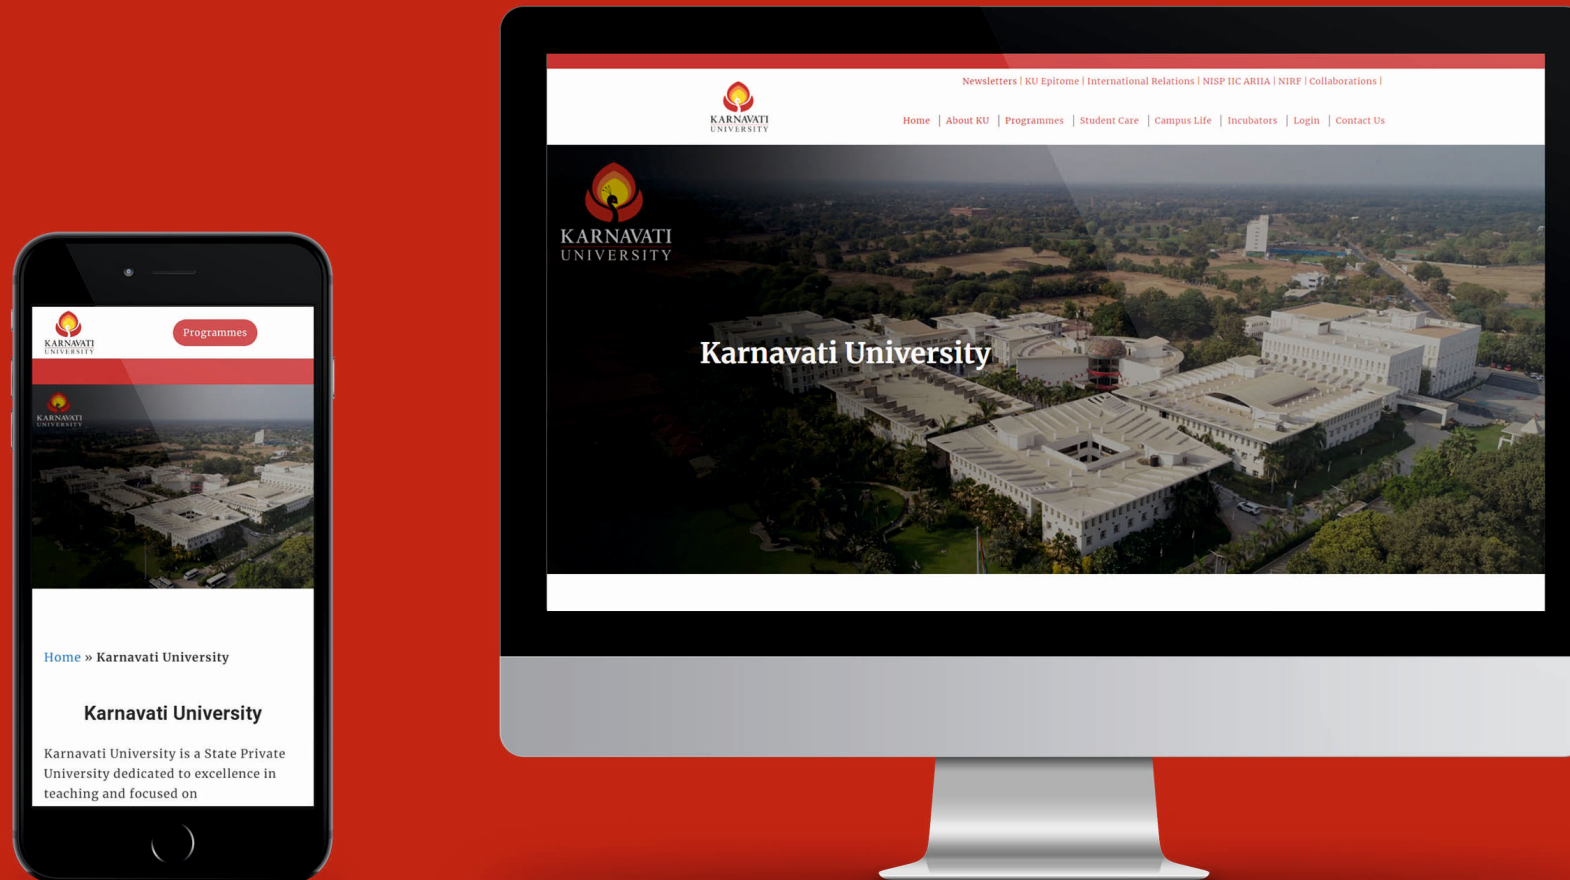 KARNAVATI
UNIVERSITY
Programmes
KARNAVATI
UNIVERSITY
Home » Karnavati University
Karnavati University
Karnavati University is a State Private
University dedicated to excellence in
teaching and focused on
KARNAVATI
UNIVERSITY
Newsletters | KU Epitome | International Relations | NISP IIC ARIIA | NIRF | Collaborations |
Home | About KU | Programmes | Student Care | Campus Life | Incubators | Login | Contact Us
KARNAVATI
UNIVERSITY
Karnavati University